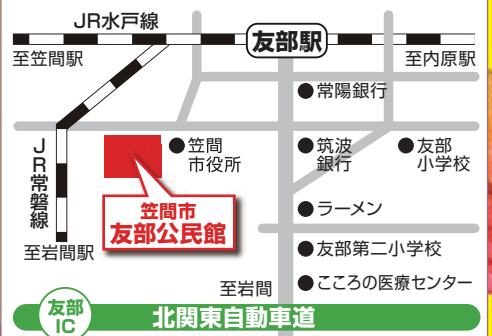 JR水戸線
友部駅
至笠間駅
至内原駅
●常陽銀行
JR常磐線
●笠間
市役所
●筑波
銀行
●友部
小学校
笠間市
友部公民館
●ラーメン
至岩間駅
●友部第二小学校
至岩間
●こころの医療センター
友部
IC
北関東自動車道